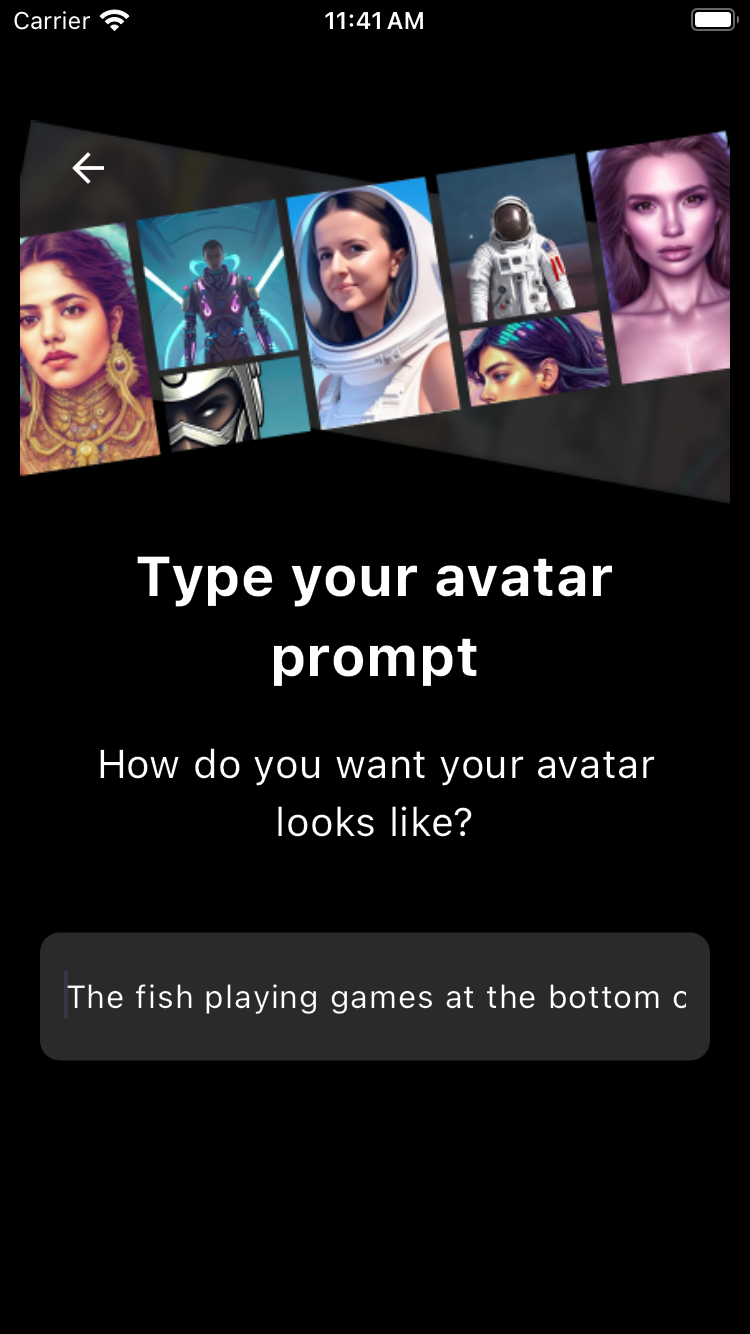 Carrier 11:41 AM
Type your avatar
prompt
How do you want your avatar
looks like?
The fish playing games at the bottom